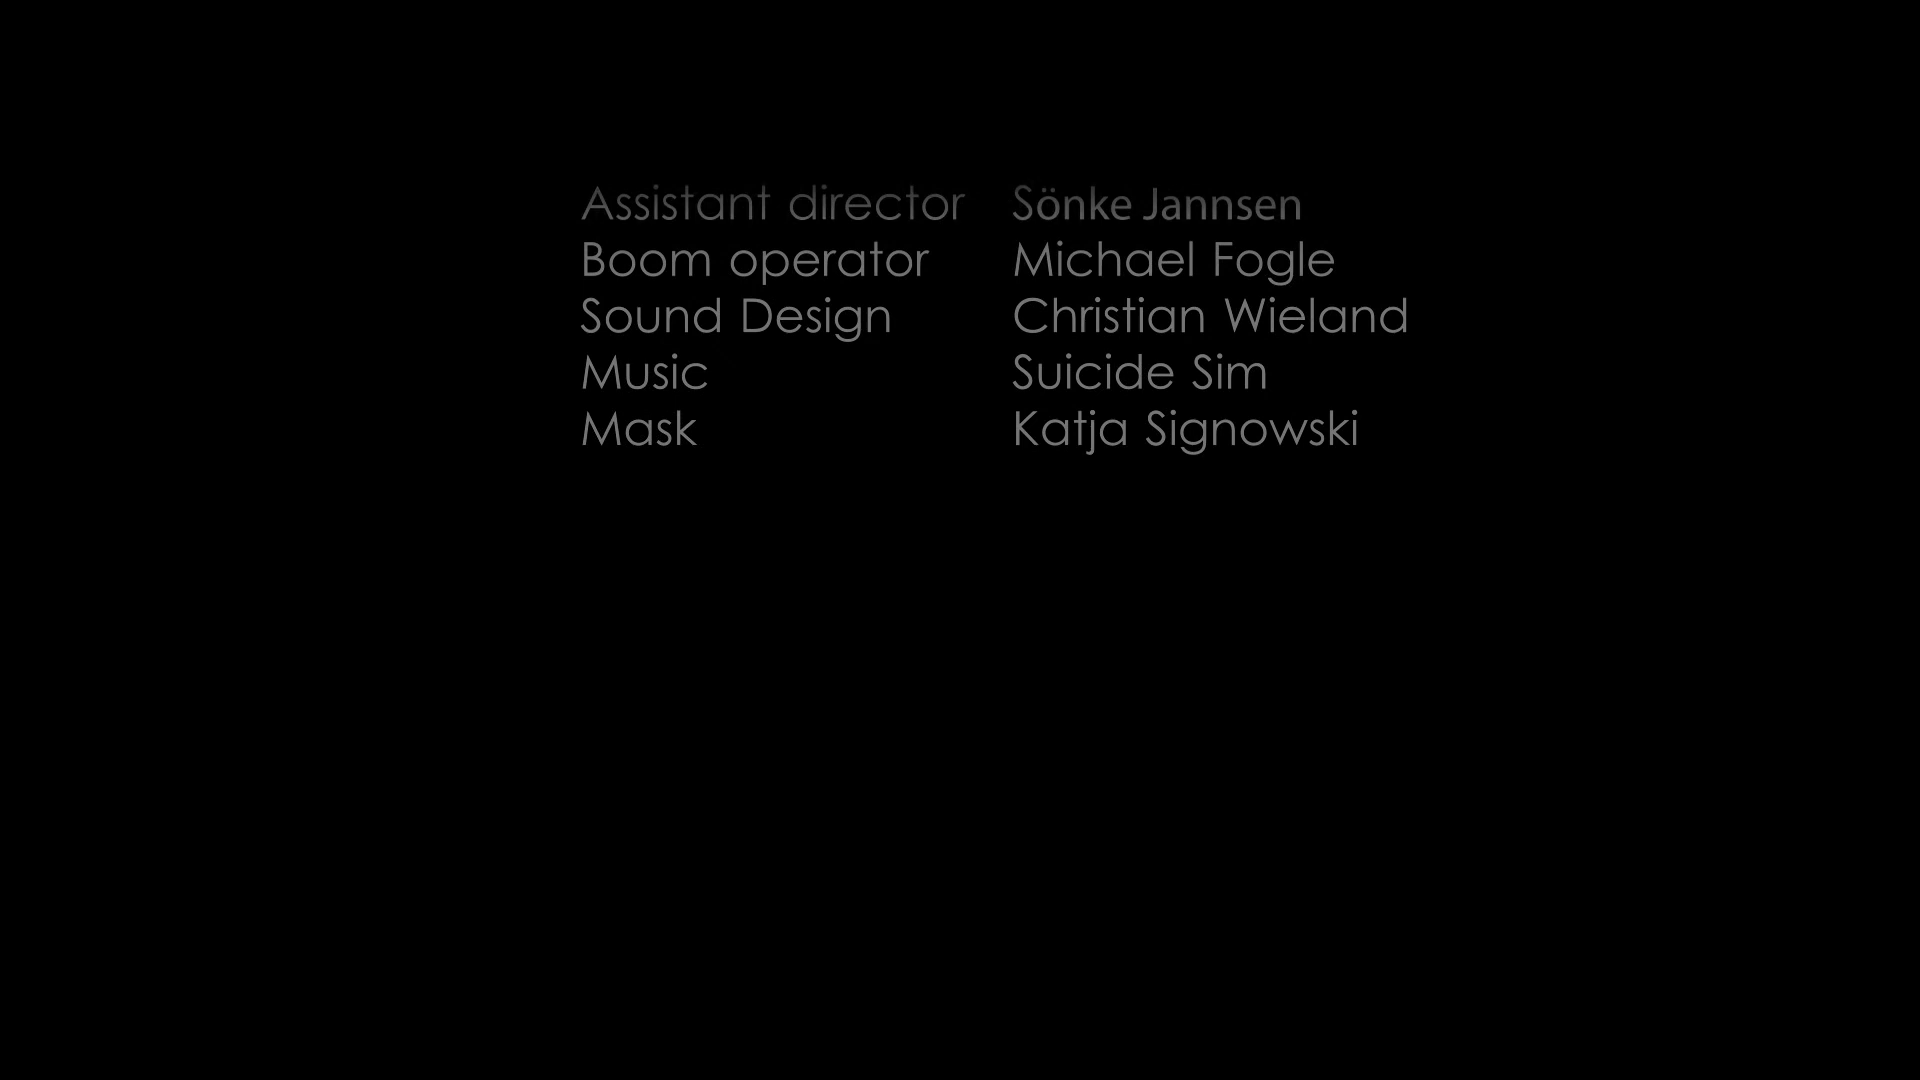 Assistant director Sönke Jannsen
Boom operator Michael Fogle
Sound Design Christian Wieland
Music Suicide Sim
Mask Katja Signowski